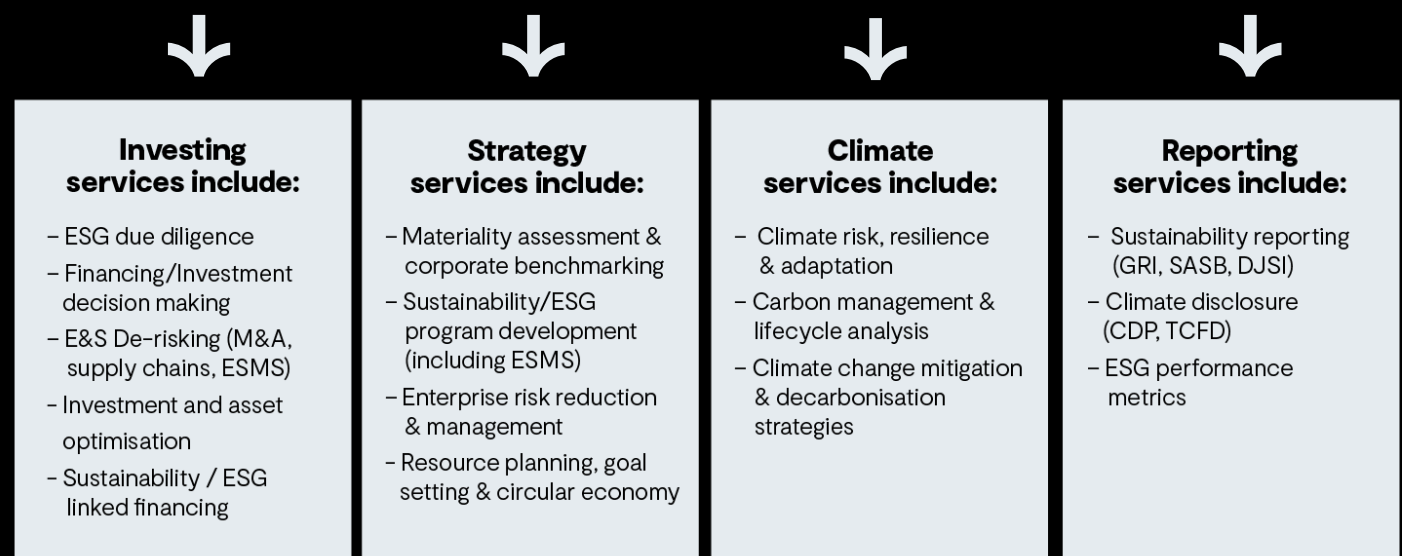 Investing
services include:
– ESG due diligence
– Financing/Investment
decision making
– E&S De-risking (M&A,
supply chains, ESMS)
– Investment and asset
optimisation
– Sustainability / ESG
linked financing
Strategy
services include:
– Materiality assessment &
corporate benchmarking
– Sustainability/ESG
program development
(including ESMS)
– Enterprise risk reduction
& management
– Resource planning, goal
setting & circular economy
Climate
services include:
– Climate risk, resilience
& adaptation
– Carbon management &
lifecycle analysis
– Climate change mitigation
& decarbonisation
strategies
Reporting
services include:
– Sustainability reporting
(GRI, SASB, DJSI)
– Climate disclosure
(CDP, TCFD)
– ESG performance
metrics